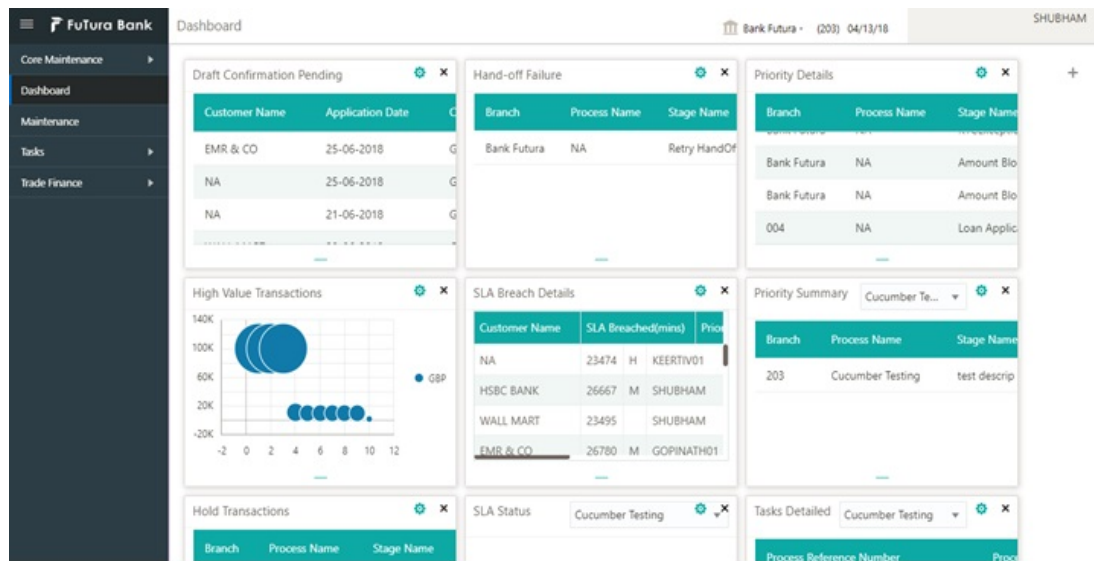 FuTura Bank
Dashboard
Bank Futura - (203) 04/13/18
SHUBHAM
Core Maintenance
Dashboard
Maintenance
Tasks
Trade Finance
Draft Confirmation Pending
Customer Name Application Date C
EMR & CO 25-06-2018 G
NA 25-06-2018 G
NA 21-06-2018 G
Hand-off Failure
Branch Process Name Stage Name
Bank Futura NA Retry HandOf
Priority Details
Branch Process Name Stage Name
Bank Futura NA Amount Blo
Bank Futura NA Amount Blo
004 NA Loan Applic
High Value Transactions
140K
100K
60K
20K
-20K
-2 0 2 4 6 8 10 12
GBP
SLA Breach Details
Customer Name SLA Breached(mins) Prior
NA 23474 H KEERTIV01
HSBC BANK 26667 M SHUBHAM
WALL MART 23495 SHUBHAM
EMR & CO 26780 M GOPINATH01
Priority Summary Cucumber Te...
Branch Process Name Stage Name
203 Cucumber Testing test descrip
Hold Transactions
Branch Process Name Stage Name
SLA Status Cucumber Testing
Tasks Detailed Cucumber Testing
Process Reference Number Proce